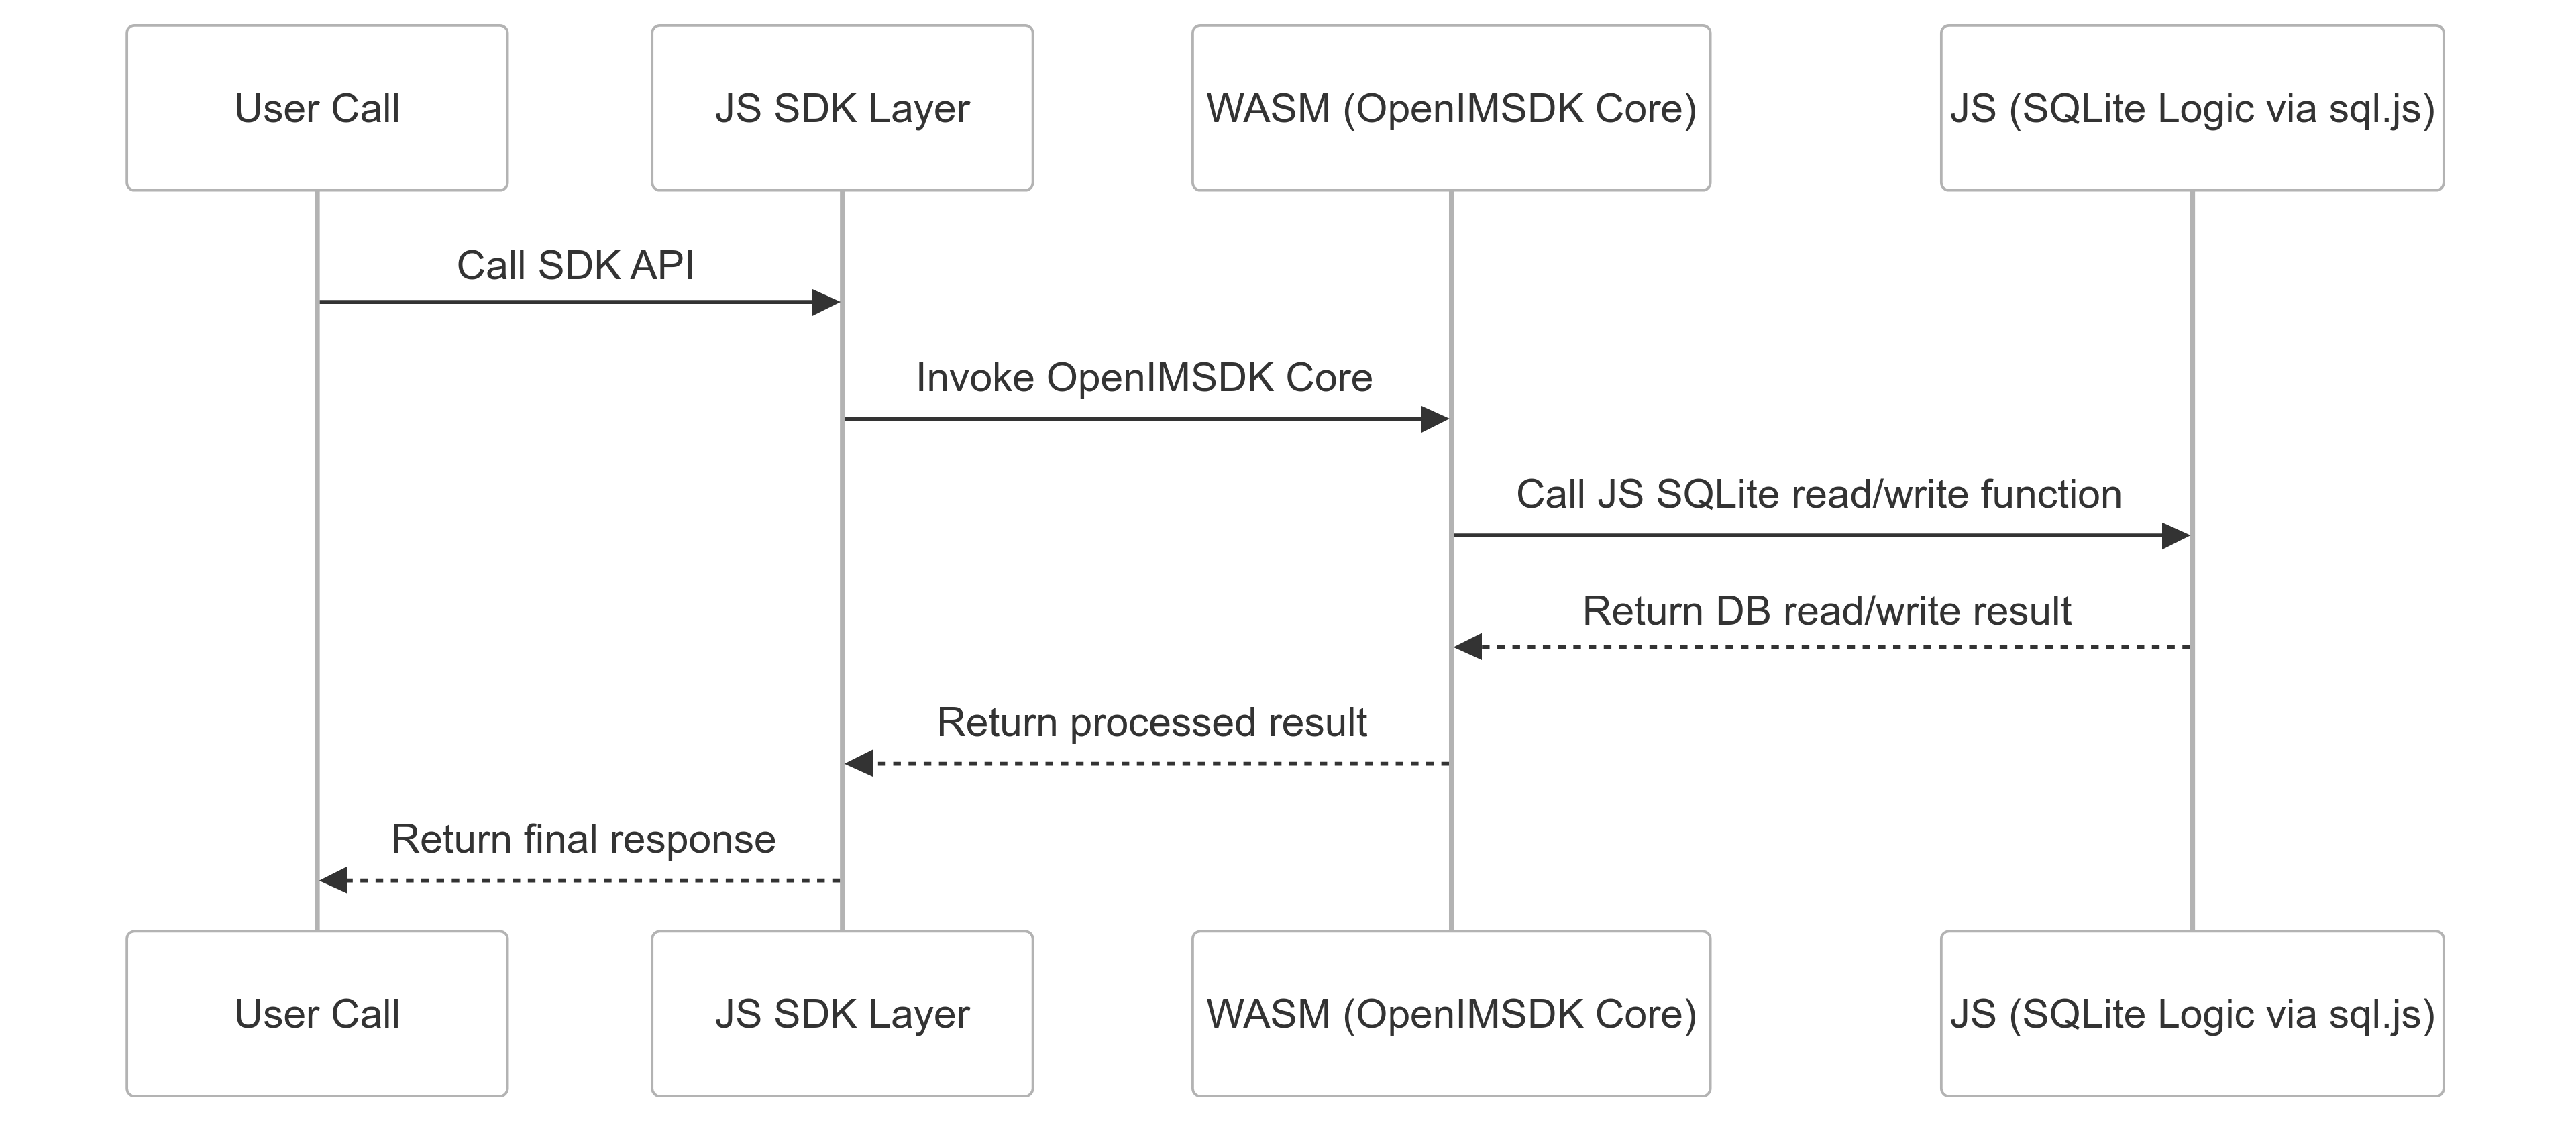 User Call
JS SDK Layer
WASM (OpenIMSDK Core)
JS (SQLite Logic via sql.js)
Call SDK API
Invoke OpenIMSDK Core
Call JS SQLite read/write function
Return DB read/write result
Return processed result
Return final response
User Call
JS SDK Layer
WASM (OpenIMSDK Core)
JS (SQLite Logic via sql.js)